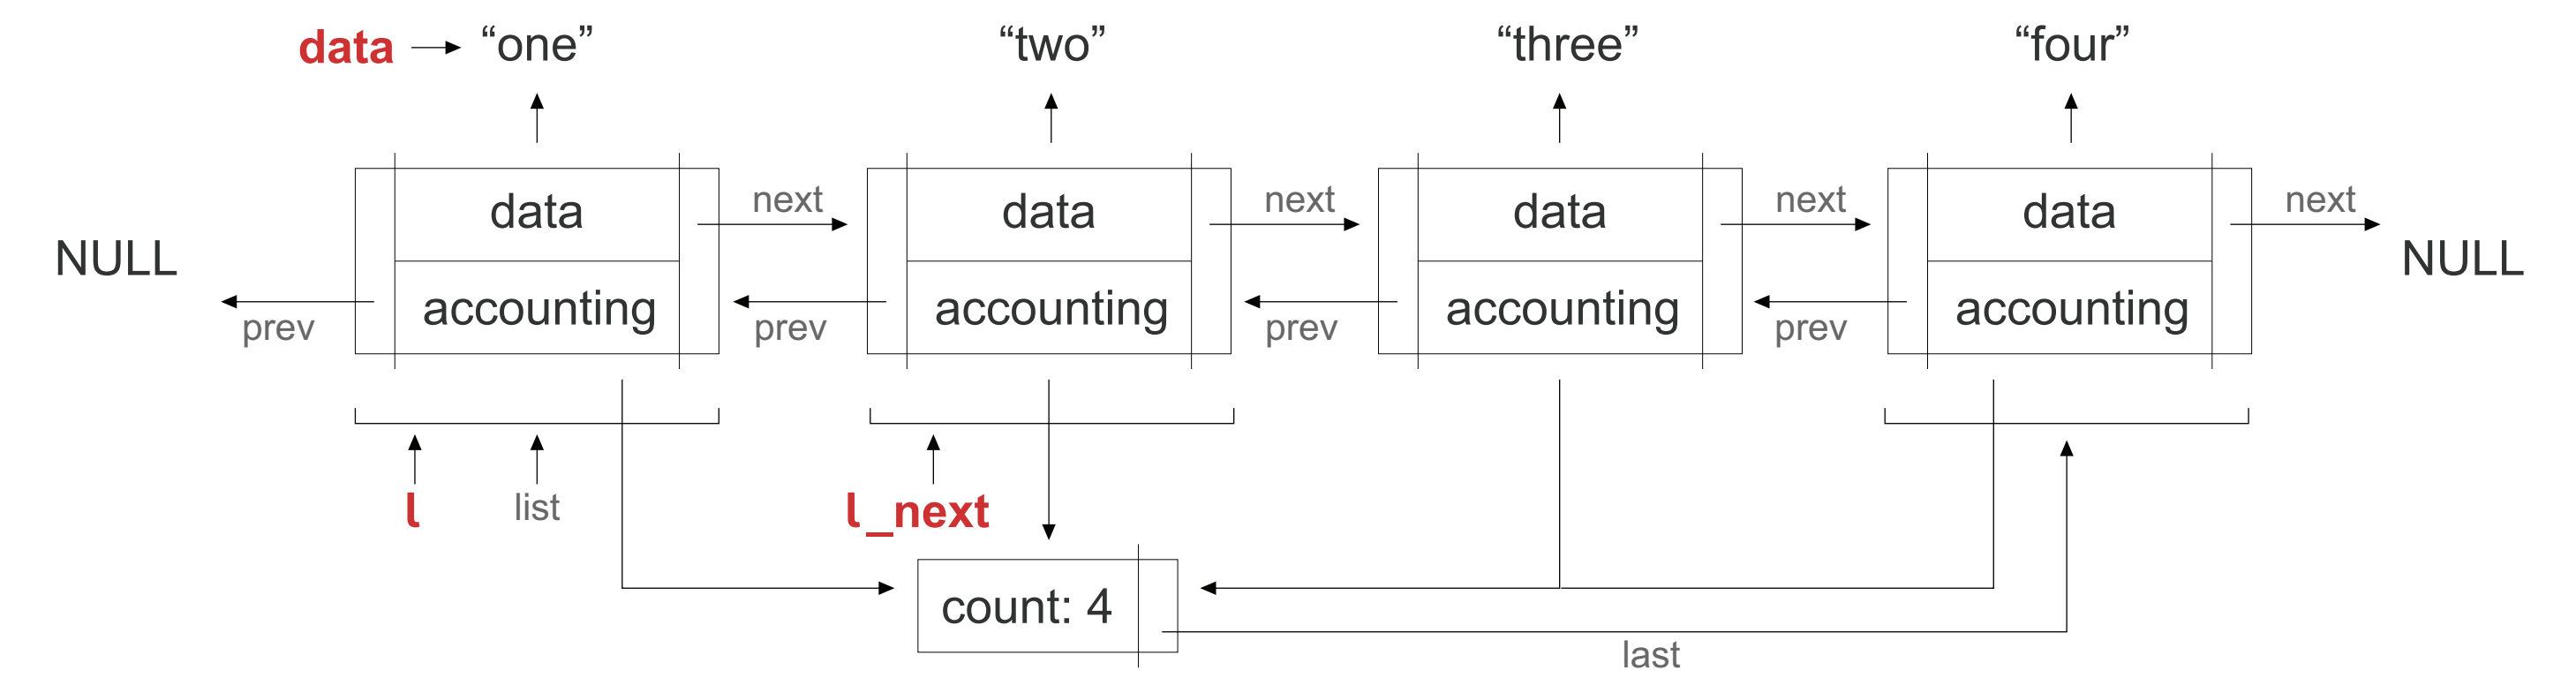 data “one” “two” “three” “four”
next next next next
data data data data
NULL NULL
accounting accounting accounting accounting
prev prev prev prev
l list l_next
count: 4
last